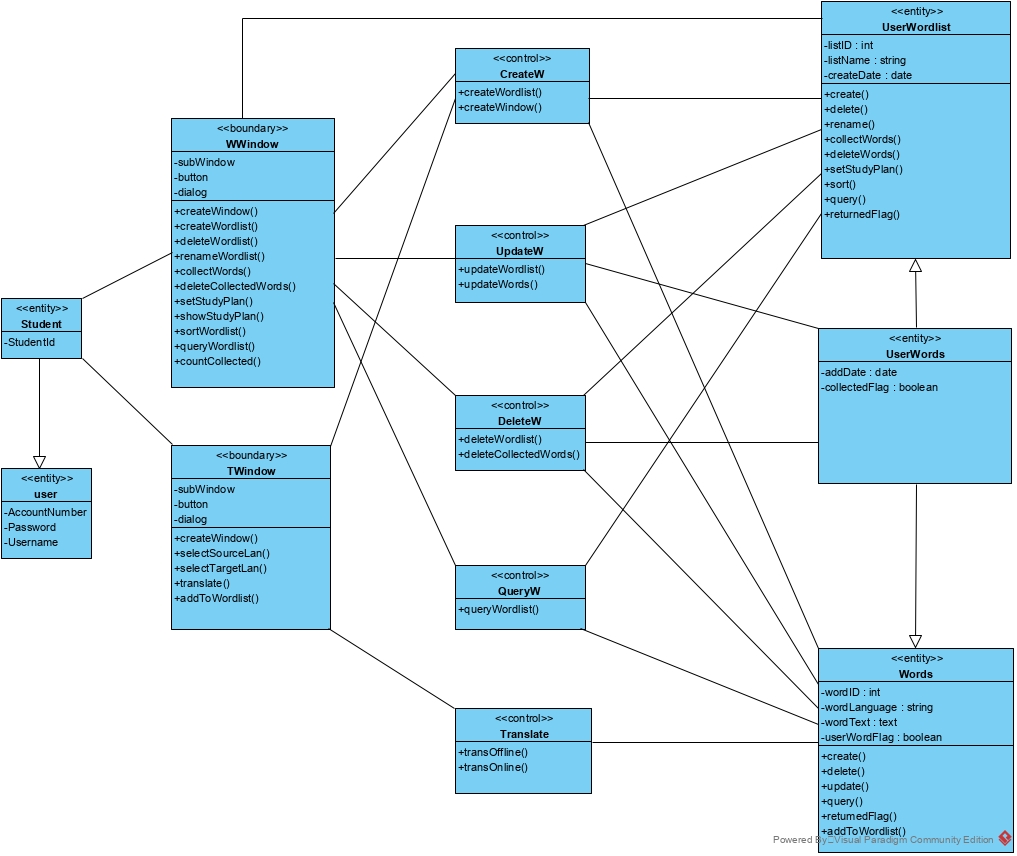 <<entity>>
UserWordlist
-listID : int
-listName : string
-createDate : date
+create()
+delete()
+rename()
+collectWords()
+deleteWords()
+setStudyPlan()
+sort()
+query()
+returnedFlag()
<<control>>
CreateW
+createWordlist()
+createWindow()
<<boundary>>
WWindow
-subWindow
-button
-dialog
+createWindow()
+createWordlist()
+deleteWordlist()
+renameWordlist()
+collectWords()
+deleteCollectedWords()
+setStudyPlan()
+showStudyPlan()
+sortWordlist()
+queryWordlist()
+countCollected()
<<control>>
UpdateW
+updateWordlist()
+updateWords()
<<entity>>
Student
-StudentId
<<entity>>
UserWords
-addDate : date
-collectedFlag : boolean
<<control>>
DeleteW
+deleteWordlist()
+deleteCollectedWords()
<<boundary>>
TWindow
-subWindow
-button
-dialog
+createWindow()
+selectSourceLan()
+selectTargetLan()
+translate()
+addToWordlist()
<<entity>>
user
-AccountNumber
-Password
-Username
<<control>>
QueryW
+queryWordlist()
<<entity>>
Words
-wordID : int
-wordLanguage : string
-wordText : text
-userWordFlag : boolean
+create()
+delete()
+update()
+query()
+returnedFlag()
+addToWordlist()
<<control>>
Translate
+transOffline()
+transOnline()
Powered By Visual Paradigm Community Edition